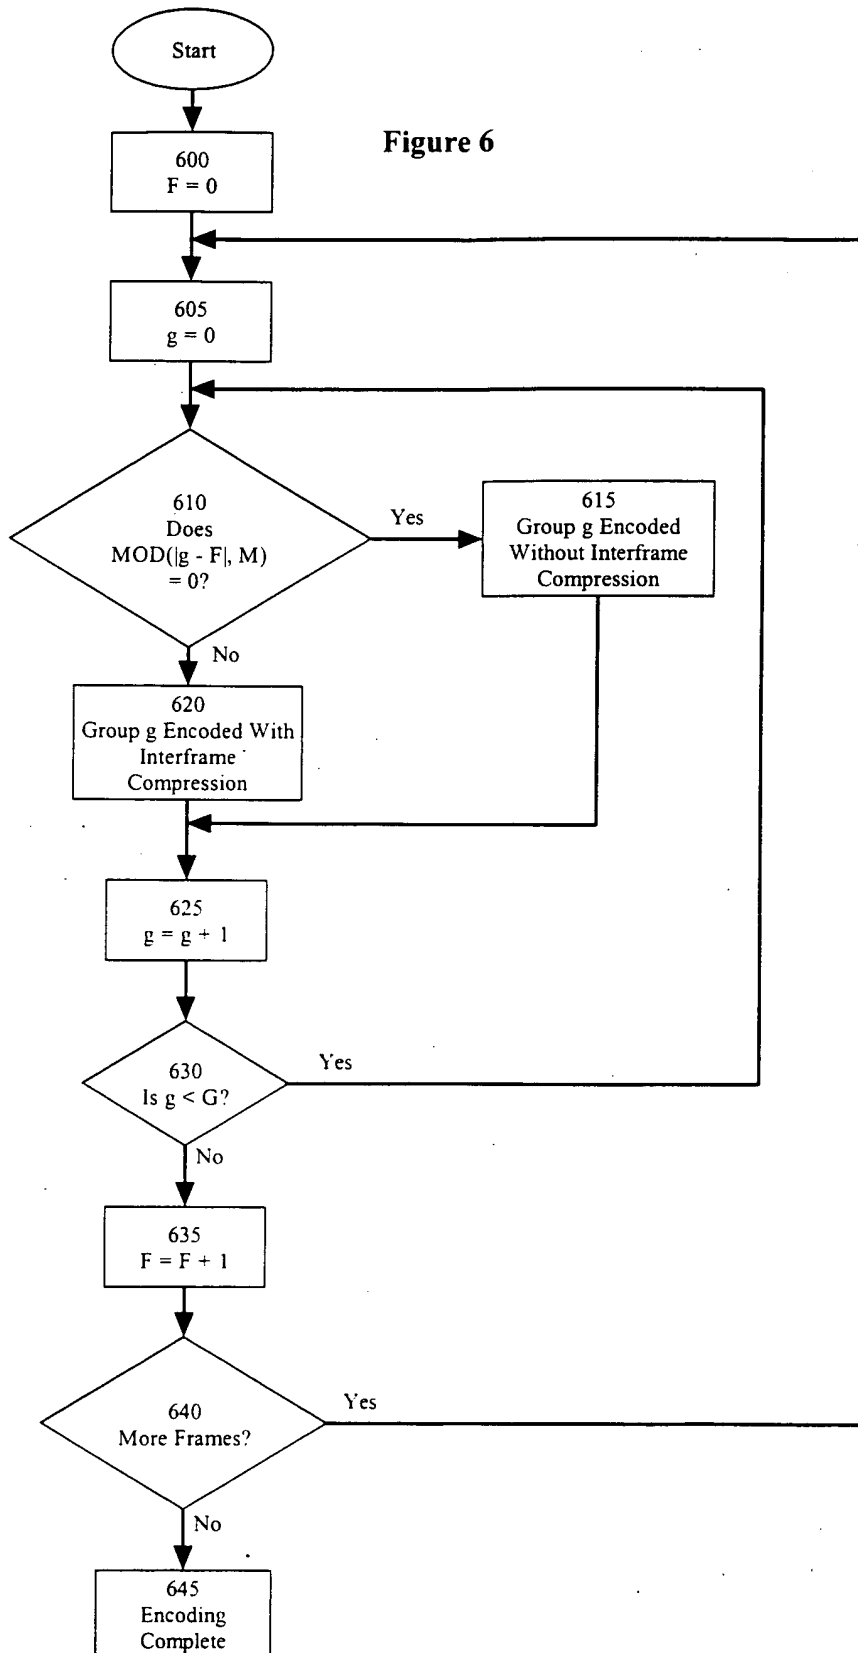 Start
Figure 6
600
F = 0
605
g = 0
610
Does
MOD(|g - F|, M)
= 0?
Yes
615
Group g Encoded
Without Interframe
Compression
No
620
Group g Encoded With
Interframe
Compression
625
g = g + 1
630
Is g < G?
Yes
No
635
F = F + 1
640
More Frames?
Yes
No
645
Encoding
Complete